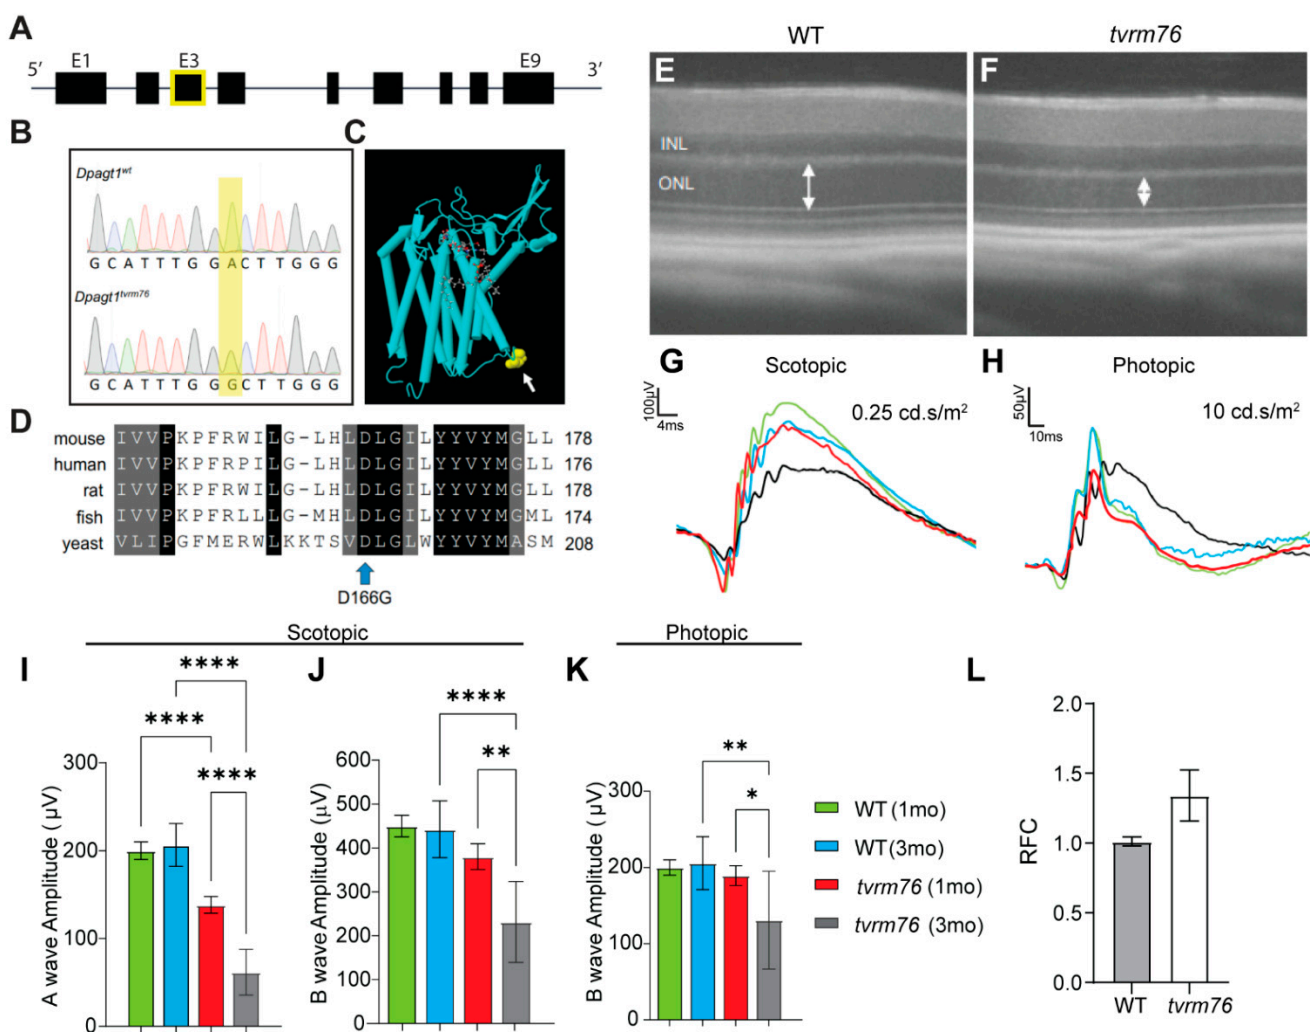 A
E1
E3
E9
5′
3′
B
Dpagt1wt
G C A T T T G G A C T T G G G
Dpagt1tvrm76
G C A T T T G G G C T T G G G
C
D
mouse IVVPKPFRWILG-LHLDLGILYYVYMGLL 178
human IVVPKPFRPILG-LHLDLGILYYVYMGLL 176
rat IVVPKPFRWILG-LHLDLGILYYVYMGLL 178
fish IVVPKPFRLLLG-MHLDLGILYYVYMGML 174
yeast VLIPGFMERWLKKTSVDLGLWYYVYMASM 208
D166G
WT
tvrm76
E
INL
ONL
F
G
Scotopic
100µV
4ms
0.25 cd.s/m²
H
Photopic
50µV
10ms
10 cd.s/m²
Scotopic
I
****
****
****
A wave Amplitude ( µV)
300
200
100
0
J
****
**
B wave Amplitude ( µV)
600
500
400
300
200
100
0
Photopic
K
**
*
B wave Amplitude ( µV)
300
200
100
0
WT (1mo)
WT (3mo)
tvrm76 (1mo)
tvrm76 (3mo)
L
RFC
2.0
1.5
1.0
0.5
0.0
WT
tvrm76